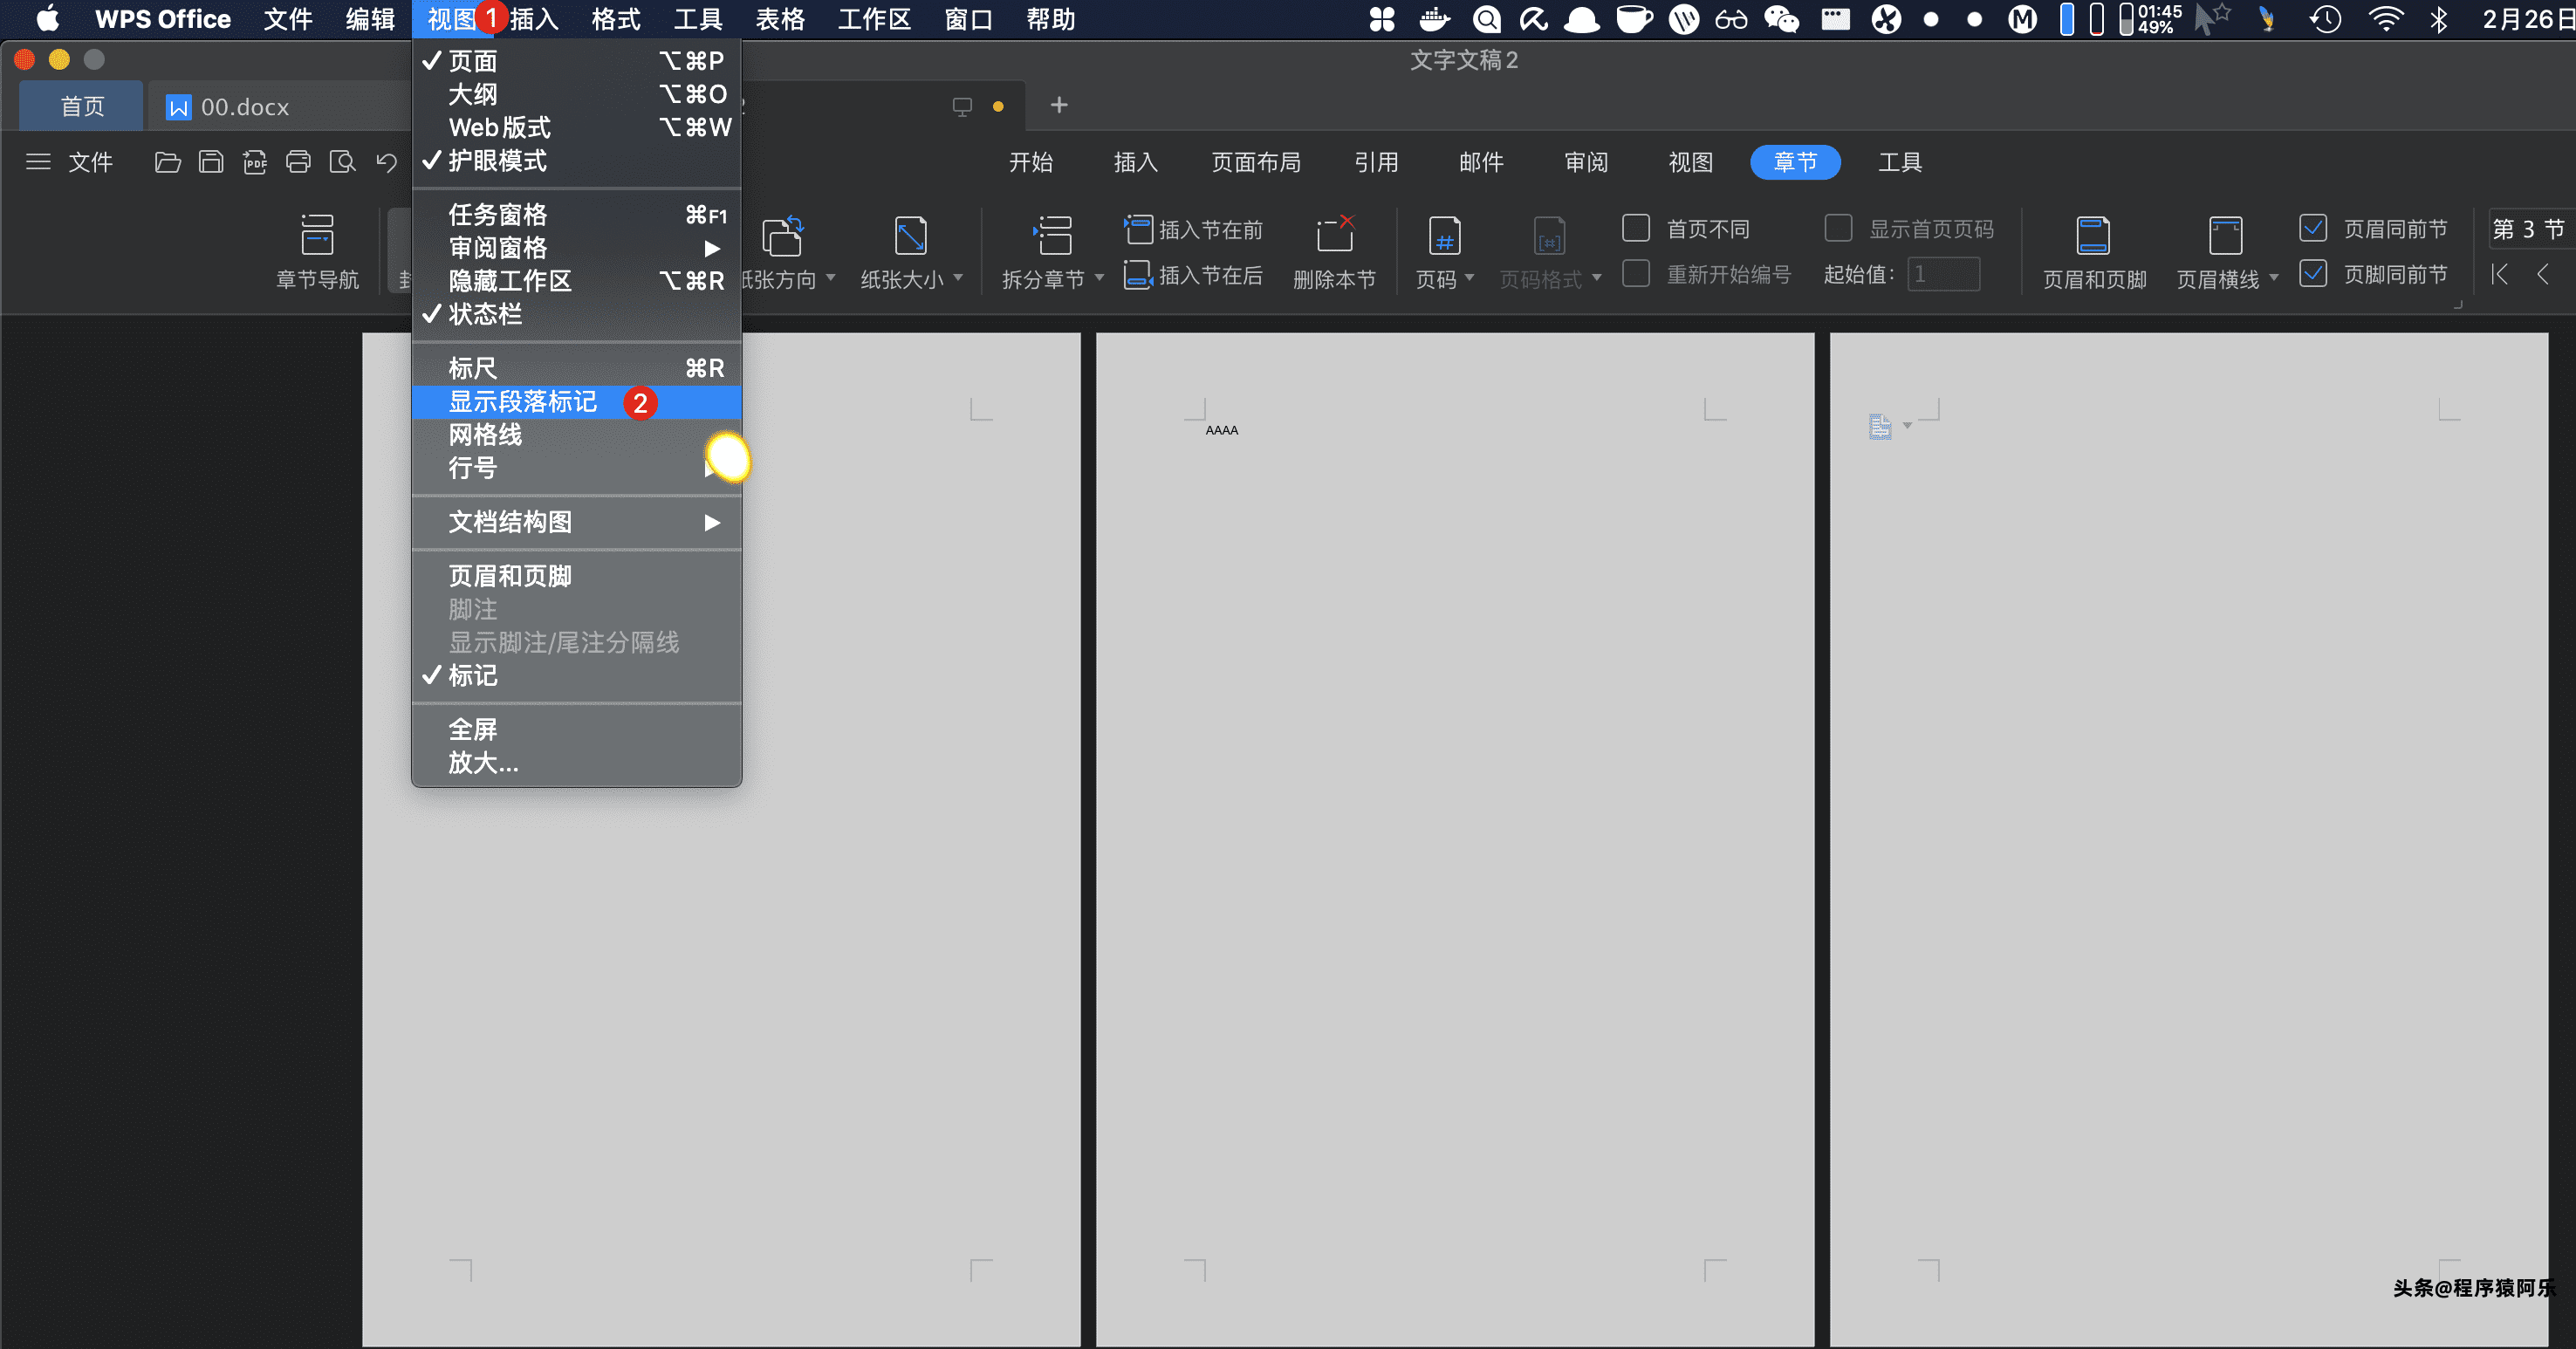 WPS Office 文件 编辑 视图 1 插入 格式 工具 表格 工作区 窗口 帮助 01:45 49% 2月26日
文字文稿2
首页 00.docx
文件 PDF 开始 插入 页面布局 引用 邮件 审阅 视图 章节 工具
章节导航 纸张方向 纸张大小 拆分章节 插入节在前 插入节在后 删除本节 页码 页码格式 首页不同 重新开始编号 显示首页页码 起始值: 1 页眉和页脚 页眉横线 页眉同前节 页脚同前节 第 3 节
页面 ⌥⌘P
大纲 ⌥⌘O
Web版式 ⌥⌘W
护眼模式
任务窗格 ⌘F1
审阅窗格
隐藏工作区 ⌥⌘R
状态栏
标尺 ⌘R
显示段落标记 2
网格线
行号
文档结构图
页眉和页脚
脚注
显示脚注/尾注分隔线
标记
全屏
放大...
AAAA
头条@程序猿阿乐